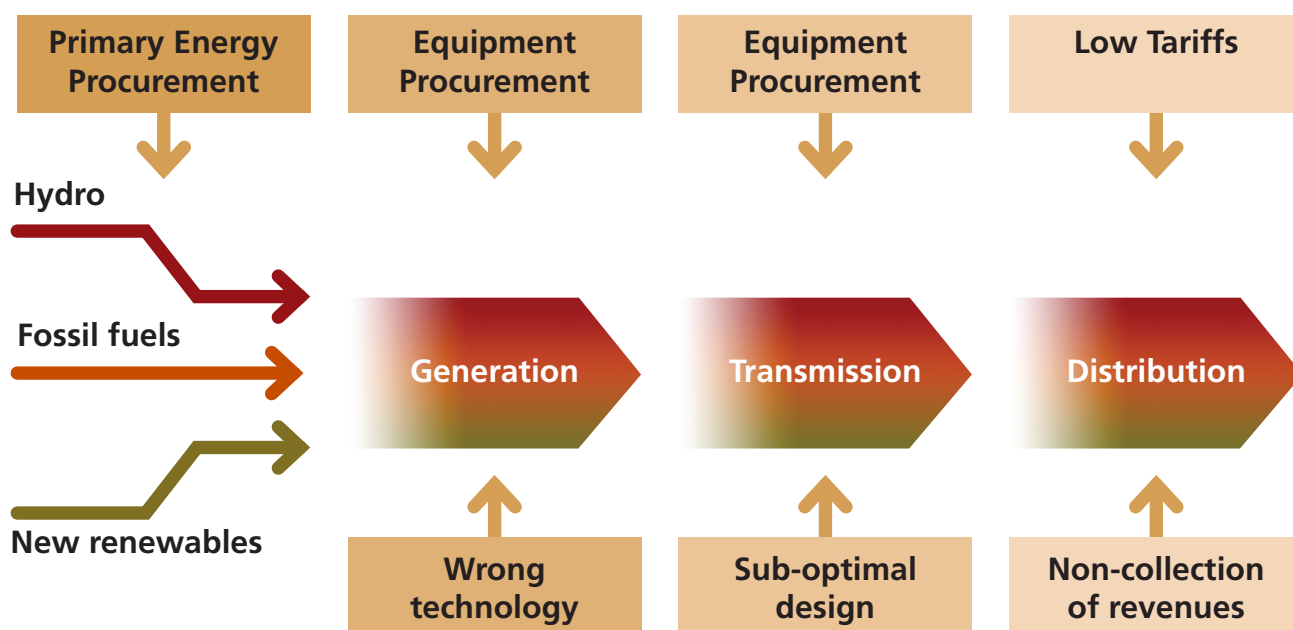 Primary Energy
Procurement
Equipment
Procurement
Equipment
Procurement
Low Tariffs
Hydro
Fossil fuels
New renewables
Generation
Transmission
Distribution
Wrong
technology
Sub-optimal
design
Non-collection
of revenues